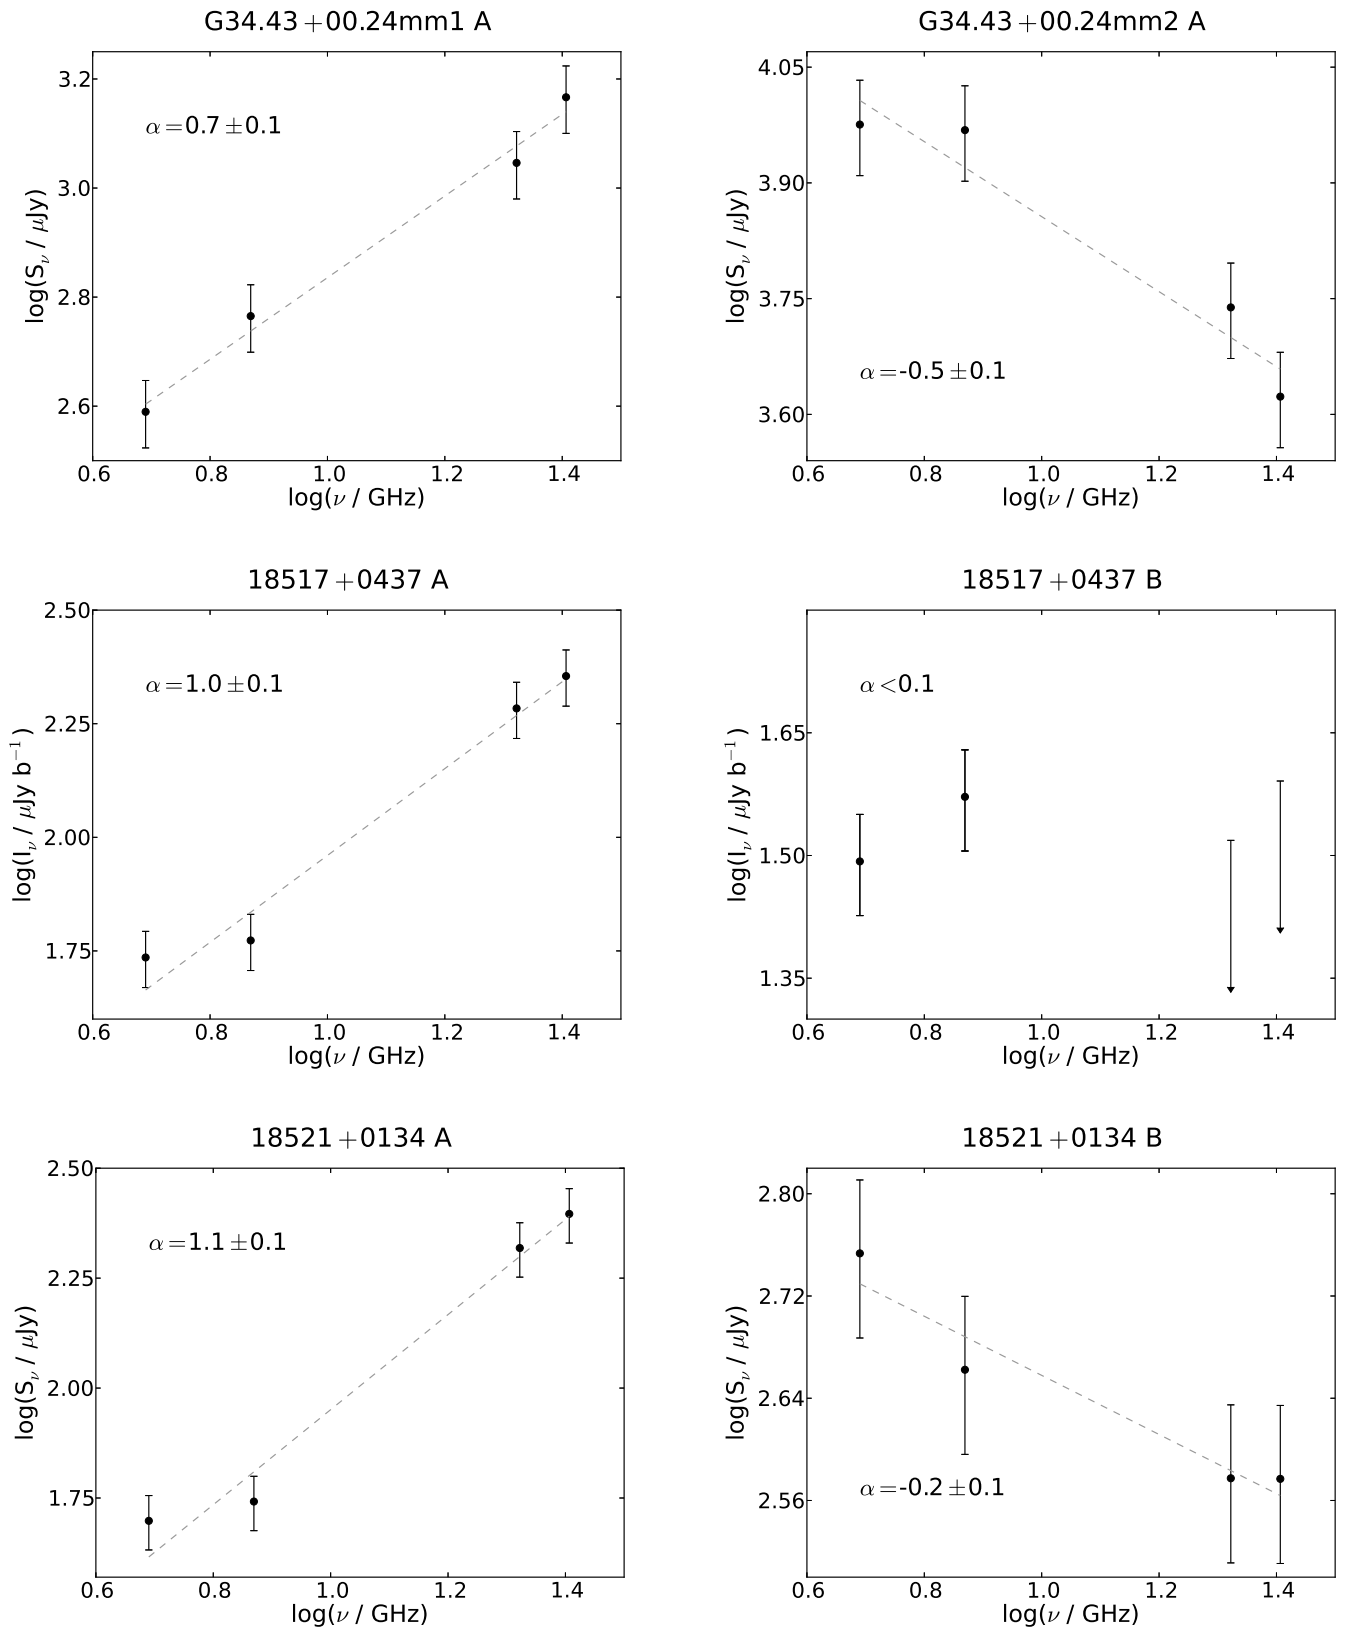 G34.43+00.24mm1 A
3.2
3.0
2.8
2.6
α=0.7±0.1
log(Sν / μJy)
0.6 0.8 1.0 1.2 1.4
log(ν / GHz)
G34.43+00.24mm2 A
4.05
3.90
3.75
3.60
α=-0.5±0.1
log(Sν / μJy)
0.6 0.8 1.0 1.2 1.4
log(ν / GHz)
18517+0437 A
2.50
2.25
2.00
1.75
α=1.0±0.1
log(Iν / μJy b⁻¹)
0.6 0.8 1.0 1.2 1.4
log(ν / GHz)
18517+0437 B
1.65
1.50
1.35
α<0.1
log(Iν / μJy b⁻¹)
0.6 0.8 1.0 1.2 1.4
log(ν / GHz)
18521+0134 A
2.50
2.25
2.00
1.75
α=1.1±0.1
log(Sν / μJy)
0.6 0.8 1.0 1.2 1.4
log(ν / GHz)
18521+0134 B
2.80
2.72
2.64
2.56
α=-0.2±0.1
log(Sν / μJy)
0.6 0.8 1.0 1.2 1.4
log(ν / GHz)